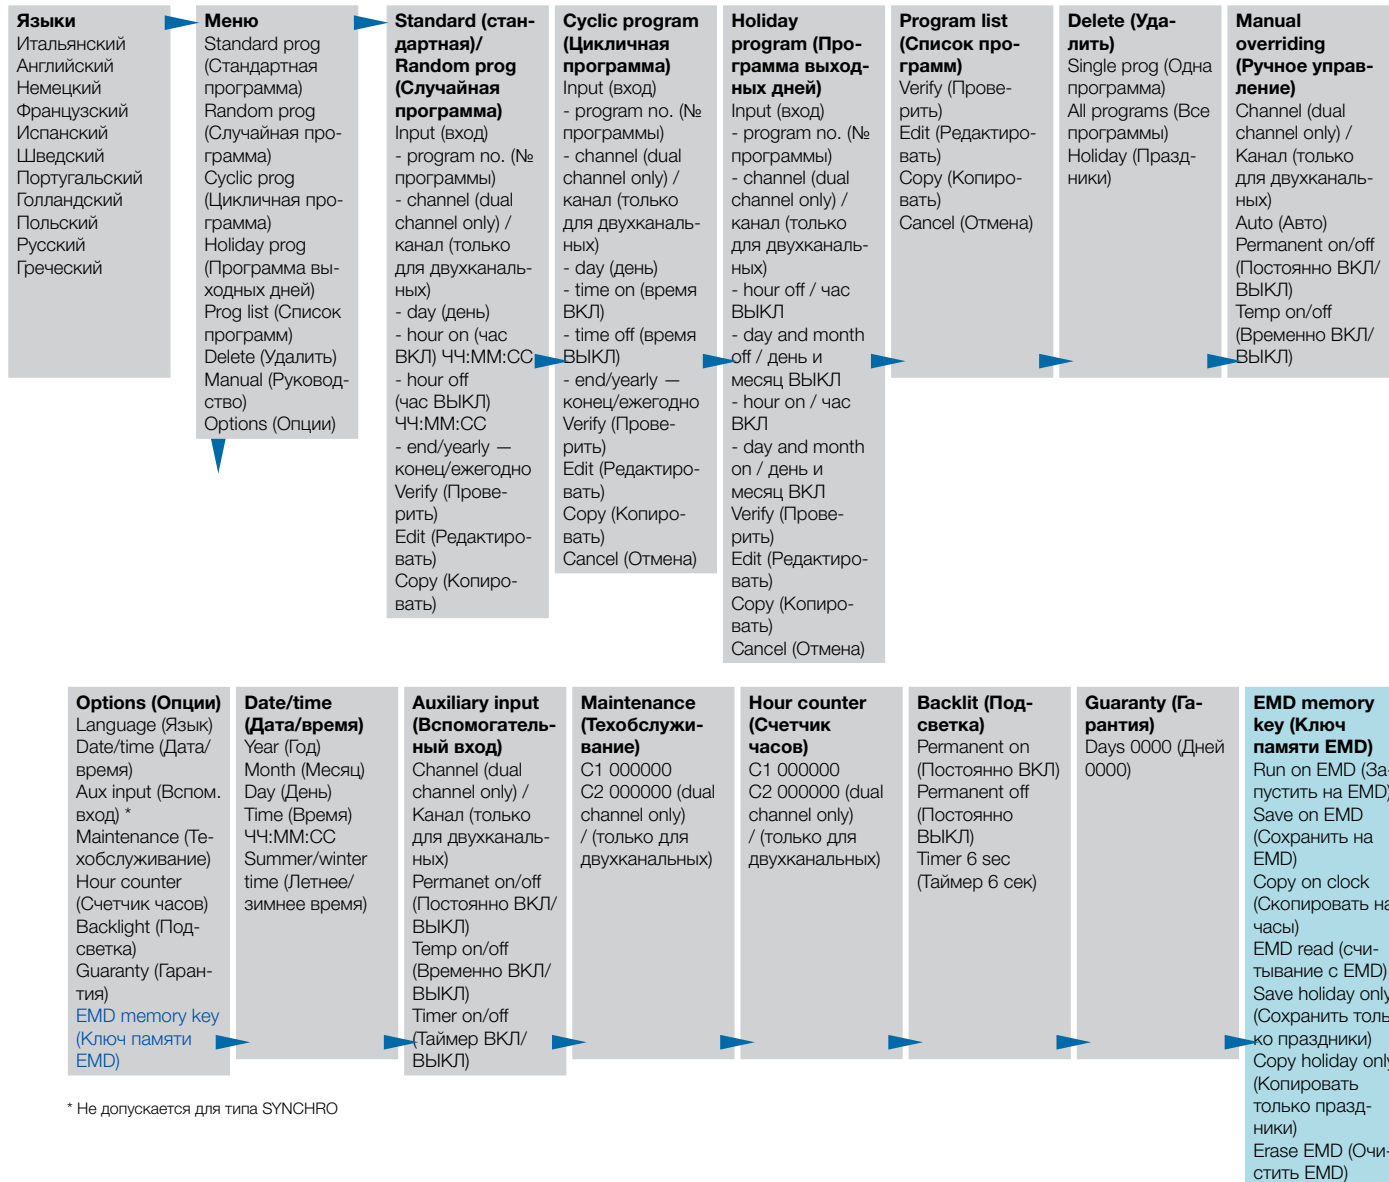 Языки
Итальянский
Английский
Немецкий
Французский
Испанский
Шведский
Португальский
Голландский
Польский
Русский
Греческий
Меню
Standard prog
(Стандартная
программа)
Random prog
(Случайная про-
грамма)
Cyclic prog
(Цикличная про-
грамма)
Holiday prog
(Программа вы-
ходных дней)
Prog list (Список
программ)
Delete (Удалить)
Manual (Руковод-
ство)
Options (Опции)
Standard (стан-
дартная)/
Random prog
(Случайная
программа)
Input (вход)
- program no. (№
программы)
- channel (dual
channel only) /
канал (только
для двухканаль-
ных)
- day (день)
- hour on (час
ВКЛ) ЧЧ:ММ:СС
- hour off
(час ВЫКЛ)
ЧЧ:ММ:СС
- end/yearly —
конец/ежегодно
Verify (Прове-
рить)
Edit (Редактиро-
вать)
Copy (Копиро-
вать)
Cyclic program
(Цикличная
программа)
Input (вход)
- program no. (№
программы)
- channel (dual
channel only) /
канал (только
для двухканаль-
ных)
- day (день)
- time on (время
ВКЛ)
- time off (время
ВЫКЛ)
- end/yearly —
конец/ежегодно
Verify (Прове-
рить)
Edit (Редактиро-
вать)
Copy (Копиро-
вать)
Cancel (Отмена)
Holiday
program (Про-
грамма выход-
ных дней)
Input (вход)
- program no. (№
программы)
- channel (dual
channel only) /
канал (только
для двухканаль-
ных)
- hour off / час
ВЫКЛ
- day and month
off / день и
месяц ВЫКЛ
- hour on / час
ВКЛ
- day and month
on / день и
месяц ВКЛ
Verify (Прове-
рить)
Edit (Редактиро-
вать)
Copy (Копиро-
вать)
Cancel (Отмена)
Program list
(Список про-
грамм)
Verify (Прове-
рить)
Edit (Редактиро-
вать)
Copy (Копиро-
вать)
Cancel (Отмена)
Delete (Уда-
лить)
Single prog (Одна
программа)
All programs (Все
программы)
Holiday (Празд-
ники)
Manual
overriding
(Ручное управ-
ление)
Channel (dual
channel only) /
Канал (только
для двухканаль-
ных)
Auto (Авто)
Permanent on/off
(Постоянно ВКЛ/
ВЫКЛ)
Temp on/off
(Временно ВКЛ/
ВЫКЛ)
Options (Опции)
Language (Язык)
Date/time (Дата/
время)
Aux input (Вспом.
вход) *
Maintenance (Те-
хобслуживание)
Hour counter
(Счетчик часов)
Backlight (Под-
светка)
Guaranty (Гаран-
тия)
EMD memory key
(Ключ памяти
EMD)
Date/time
(Дата/время)
Year (Год)
Month (Месяц)
Day (День)
Time (Время)
ЧЧ:ММ:СС
Summer/winter
time (Летнее/
зимнее время)
Auxiliary input
(Вспомогатель-
ный вход)
Channel (dual
channel only) /
Канал (только
для двухканаль-
ных)
Permanet on/off
(Постоянно ВКЛ/
ВЫКЛ)
Temp on/off
(Временно ВКЛ/
ВЫКЛ)
Timer on/off
(Таймер ВКЛ/
ВЫКЛ)
Maintenance
(Техобслужи-
вание)
C1 000000
C2 000000 (dual
channel only)
/ (только для
двухканальных)
Hour counter
(Счетчик
часов)
C1 000000
C2 000000 (dual
channel only)
/ (только для
двухканальных)
Backlit (Под-
светка)
Permanent on
(Постоянно ВКЛ)
Permanent off
(Постоянно
ВЫКЛ)
Timer 6 sec
(Таймер 6 сек)
Guaranty (Га-
рантия)
Days 0000 (Дней
0000)
EMD memory
key (Ключ
памяти EMD)
Run on EMD (За-
пустить на EMD)
Save on EMD
(Сохранить на
EMD)
Copy on clock
(Скопировать на
часы)
EMD read (счи-
тывание с EMD)
Save holiday only
(Сохранить толь-
ко праздники)
Copy holiday only
(Копировать
только празд-
ники)
Erase EMD (Очи-
стить EMD)
* Не допускается для типа SYNCHRO